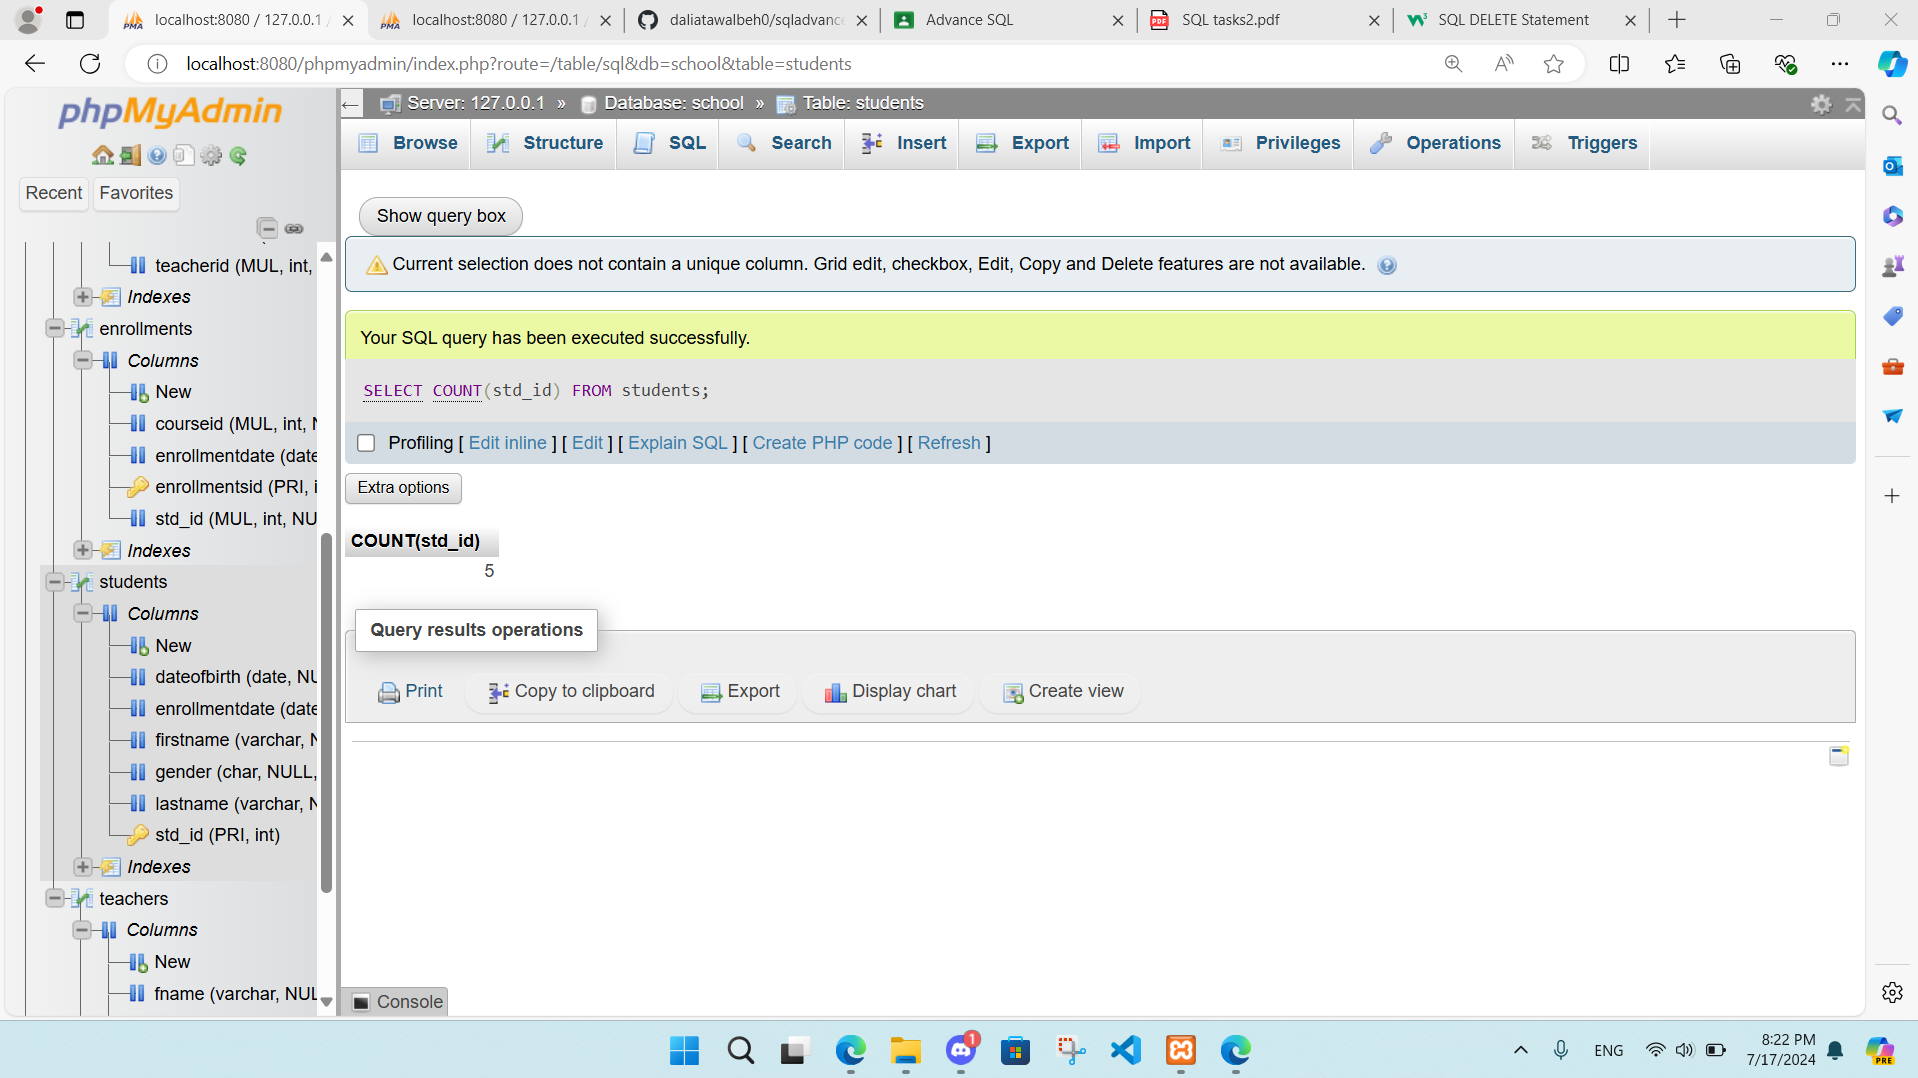 localhost:8080 / 127.0.0.1 /
localhost:8080 / 127.0.0.1 /
daliatawalbeh0/sqladvance
Advance SQL
SQL tasks2.pdf
SQL DELETE Statement
localhost:8080/phpmyadmin/index.php?route=/table/sql&db=school&table=students
phpMyAdmin
Recent
Favorites
teacherid (MUL, int,
Indexes
enrollments
Columns
New
courseid (MUL, int, N
enrollmentdate (date
enrollmentsid (PRI, i
std_id (MUL, int, NU
Indexes
students
Columns
New
dateofbirth (date, NU
enrollmentdate (date
firstname (varchar, N
gender (char, NULL,
lastname (varchar, N
std_id (PRI, int)
Indexes
teachers
Columns
New
fname (varchar, NUL
Server: 127.0.0.1 » Database: school » Table: students
Browse
Structure
SQL
Search
Insert
Export
Import
Privileges
Operations
Triggers
Show query box
Current selection does not contain a unique column. Grid edit, checkbox, Edit, Copy and Delete features are not available.
Your SQL query has been executed successfully.
SELECT COUNT(std_id) FROM students;
Profiling [ Edit inline ] [ Edit ] [ Explain SQL ] [ Create PHP code ] [ Refresh ]
Extra options
COUNT(std_id)
5
Query results operations
Print
Copy to clipboard
Export
Display chart
Create view
Console
1
ENG
8:22 PM
7/17/2024
PRE